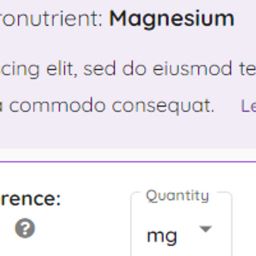 ronutrient: Magnesium
cing elit, sed do eiusmod te
commodo consequat. Le
rence:
Quantity
mg
?